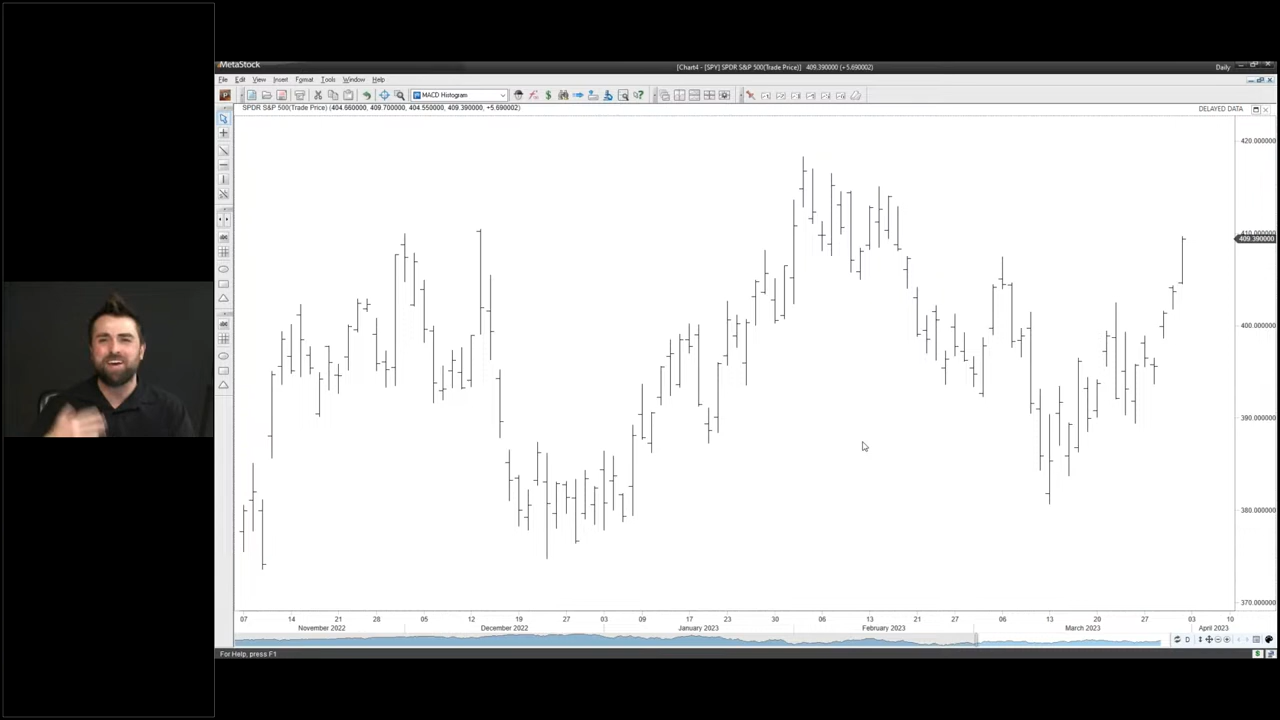 MetaStock
[Chart4 - [SPY] SPDR S&P 500(Trade Price)] 409.390000 (+5.690002)
Daily
File Edit View Insert Format Tools Window Help
MACD Histogram
SPDR S&P 500(Trade Price) (404.660000, 409.700000, 404.550000, 409.390000, +5.690002)
DELAYED DATA
420.000000
410.000000
409.390000
400.000000
390.000000
380.000000
370.000000
07 14 21 28 05 12 19 27 03 09 17 23 30 06 13 21 27 06 13 20 27 03 10
November 2022 December 2022 January 2023 February 2023 March 2023 April 2023
D
For Help, press F1